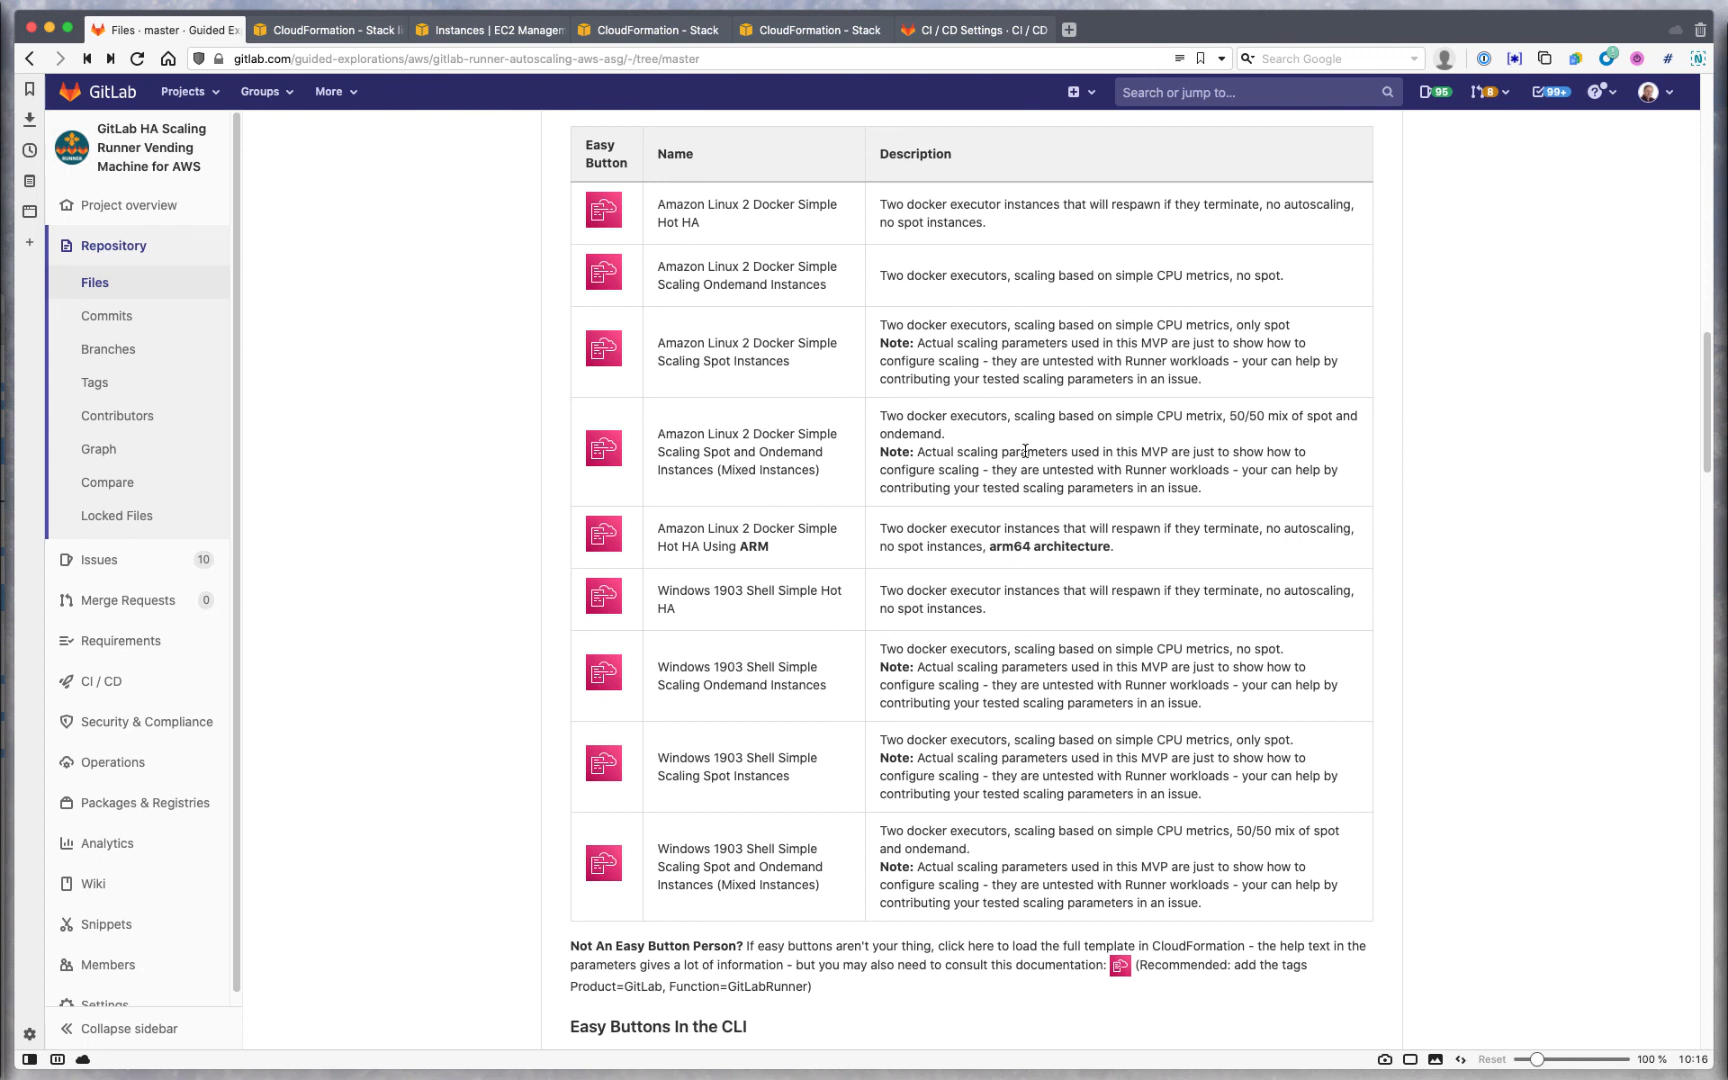 Files · master · Guided Ex
CloudFormation - Stack li
Instances | EC2 Managem
CloudFormation - Stack
CloudFormation - Stack
CI / CD Settings · CI / CD
gitlab.com/guided-explorations/aws/gitlab-runner-autoscaling-aws-asg/-/tree/master
Search Google
GitLab
Projects
Groups
More
Search or jump to...
95
8
99+
GitLab HA Scaling
Runner Vending
Machine for AWS
Project overview
Repository
Files
Commits
Branches
Tags
Contributors
Graph
Compare
Locked Files
Issues 10
Merge Requests 0
Requirements
CI / CD
Security & Compliance
Operations
Packages & Registries
Analytics
Wiki
Snippets
Members
Settings
Collapse sidebar
Easy
Button
Name
Description
Amazon Linux 2 Docker Simple
Hot HA
Two docker executor instances that will respawn if they terminate, no autoscaling,
no spot instances.
Amazon Linux 2 Docker Simple
Scaling Ondemand Instances
Two docker executors, scaling based on simple CPU metrics, no spot.
Amazon Linux 2 Docker Simple
Scaling Spot Instances
Two docker executors, scaling based on simple CPU metrics, only spot
Note: Actual scaling parameters used in this MVP are just to show how to
configure scaling - they are untested with Runner workloads - your can help by
contributing your tested scaling parameters in an issue.
Amazon Linux 2 Docker Simple
Scaling Spot and Ondemand
Instances (Mixed Instances)
Two docker executors, scaling based on simple CPU metrix, 50/50 mix of spot and
ondemand.
Note: Actual scaling parameters used in this MVP are just to show how to
configure scaling - they are untested with Runner workloads - your can help by
contributing your tested scaling parameters in an issue.
Amazon Linux 2 Docker Simple
Hot HA Using ARM
Two docker executor instances that will respawn if they terminate, no autoscaling,
no spot instances, arm64 architecture.
Windows 1903 Shell Simple Hot
HA
Two docker executor instances that will respawn if they terminate, no autoscaling,
no spot instances.
Windows 1903 Shell Simple
Scaling Ondemand Instances
Two docker executors, scaling based on simple CPU metrics, no spot.
Note: Actual scaling parameters used in this MVP are just to show how to
configure scaling - they are untested with Runner workloads - your can help by
contributing your tested scaling parameters in an issue.
Windows 1903 Shell Simple
Scaling Spot Instances
Two docker executors, scaling based on simple CPU metrics, only spot.
Note: Actual scaling parameters used in this MVP are just to show how to
configure scaling - they are untested with Runner workloads - your can help by
contributing your tested scaling parameters in an issue.
Windows 1903 Shell Simple
Scaling Spot and Ondemand
Instances (Mixed Instances)
Two docker executors, scaling based on simple CPU metrics, 50/50 mix of spot
and ondemand.
Note: Actual scaling parameters used in this MVP are just to show how to
configure scaling - they are untested with Runner workloads - your can help by
contributing your tested scaling parameters in an issue.
Not An Easy Button Person? If easy buttons aren't your thing, click here to load the full template in CloudFormation - the help text in the
parameters gives a lot of information - but you may also need to consult this documentation: (Recommended: add the tags
Product=GitLab, Function=GitLabRunner)
Easy Buttons In the CLI
Reset
100 %
10:16